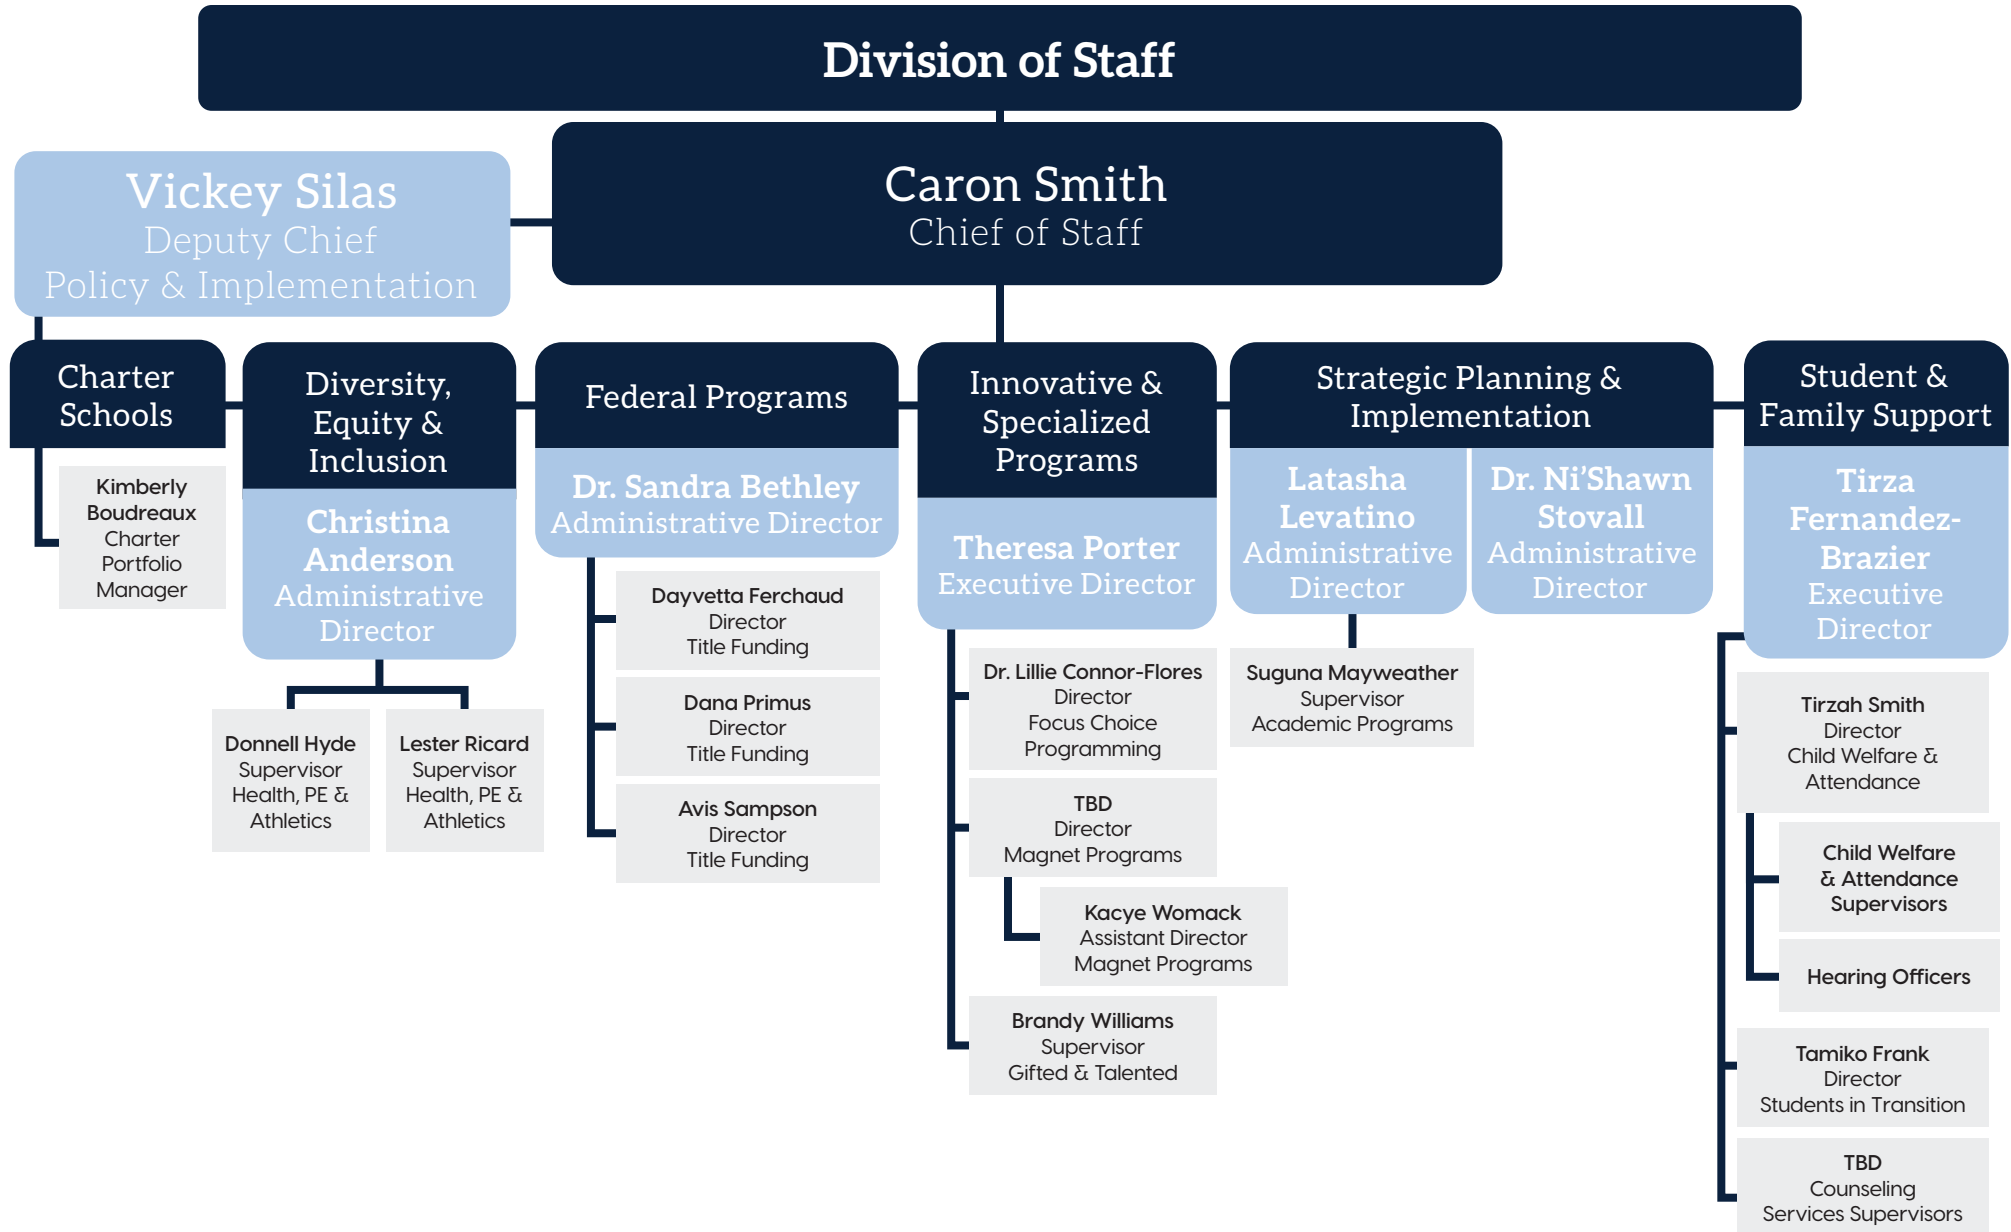 Division of Staff
Caron Smith
Chief of Staff
Vickey Silas
Deputy Chief
Policy & Implementation
Charter
Schools
Kimberly
Boudreaux
Charter
Portfolio
Manager
Diversity,
Equity &
Inclusion
Christina
Anderson
Administrative
Director
Donnell Hyde
Supervisor
Health, PE &
Athletics
Lester Ricard
Supervisor
Health, PE &
Athletics
Federal Programs
Dr. Sandra Bethley
Administrative Director
Dayvetta Ferchaud
Director
Title Funding
Dana Primus
Director
Title Funding
Avis Sampson
Director
Title Funding
Innovative &
Specialized
Programs
Theresa Porter
Executive Director
Dr. Lillie Connor-Flores
Director
Focus Choice
Programming
TBD
Director
Magnet Programs
Kacye Womack
Assistant Director
Magnet Programs
Brandy Williams
Supervisor
Gifted & Talented
Strategic Planning &
Implementation
Latasha
Levatino
Administrative
Director
Dr. Ni’Shawn
Stovall
Administrative
Director
Suguna Mayweather
Supervisor
Academic Programs
Student &
Family Support
Tirza
Fernandez-
Brazier
Executive
Director
Tirzah Smith
Director
Child Welfare &
Attendance
Child Welfare
& Attendance
Supervisors
Hearing Officers
Tamiko Frank
Director
Students in Transition
TBD
Counseling
Services Supervisors